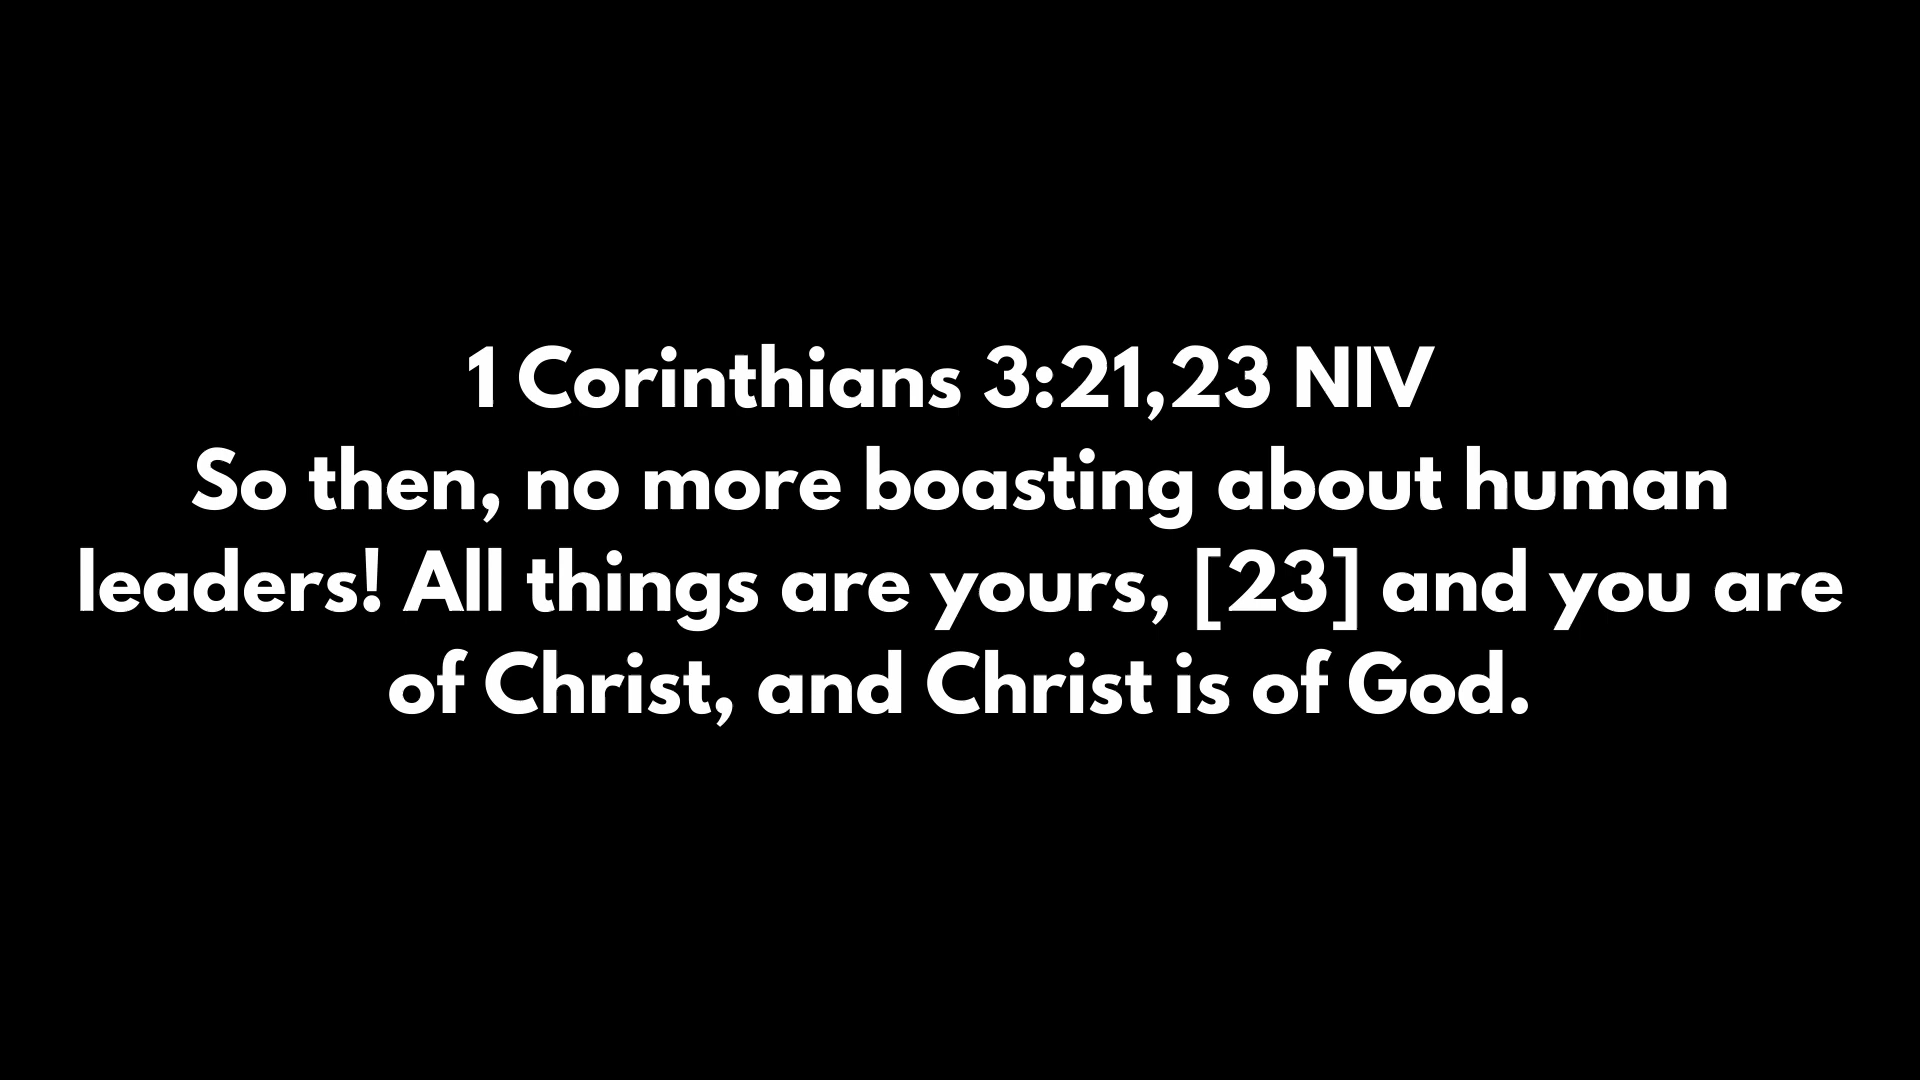 1 Corinthians 3:21,23 NIV
So then, no more boasting about human
leaders! All things are yours, [23] and you are
of Christ, and Christ is of God.